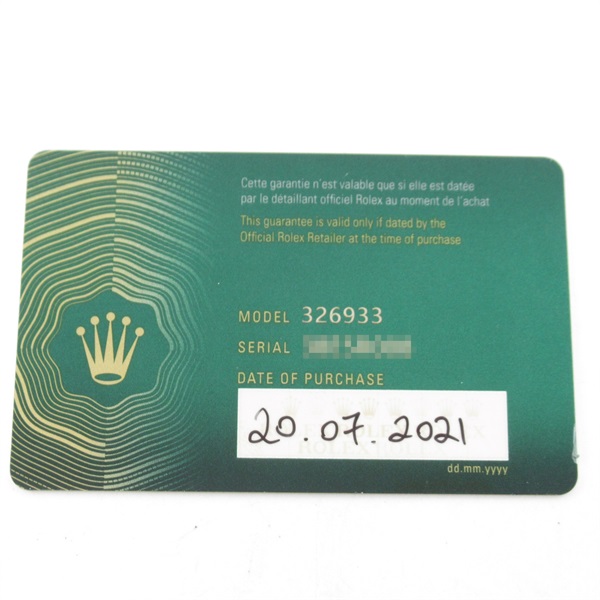 Cette garantie n'est valable que si elle est datée
par le détaillant officiel Rolex au moment de l'achat
This guarantee is valid only if dated by the
Official Rolex Retailer at the time of purchase
MODEL 326933
SERIAL
DATE OF PURCHASE
20.07.2021
dd.mm.yyyy